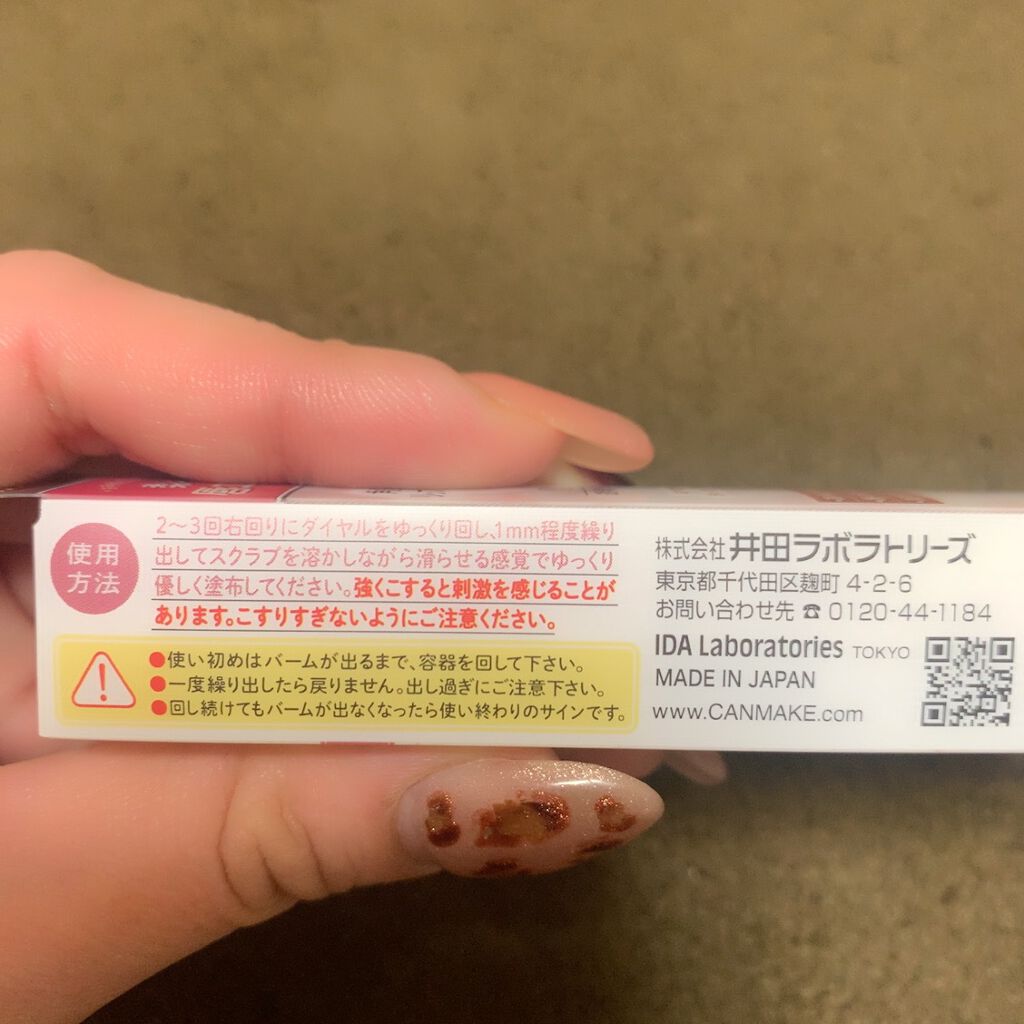 使用
方法
2〜3回右回りにダイヤルをゆっくり回し、1mm程度繰り
出してスクラブを溶かしながら滑らせる感覚でゆっくり
優しく塗布してください。強くこすると刺激を感じることが
あります。こすりすぎないようにご注意ください。
●使い初めはバームが出るまで、容器を回して下さい。
●一度繰り出したら戻りません。出し過ぎにご注意下さい。
●回し続けてもバームが出なくなったら使い終わりのサインです。
株式会社 井田ラボラトリーズ
東京都千代田区麹町 4-2-6
お問い合わせ先 ☎ 0120-44-1184
IDA Laboratories TOKYO
MADE IN JAPAN
www.CANMAKE.com